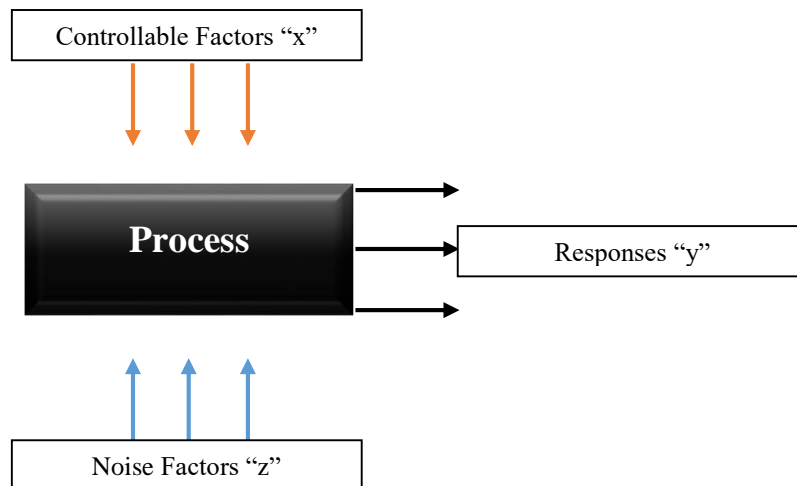 Controllable Factors “x”
Process
Responses “y”
Noise Factors “z”